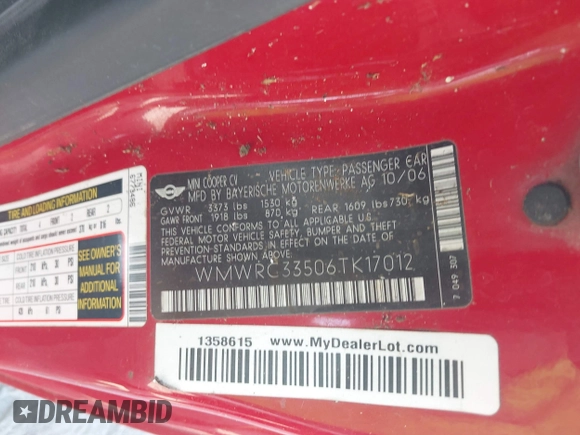 MINI COOPER CV VEHICLE TYPE: PASSENGER CAR
MFD BY BAYERISCHE MOTORENWERKE AG 10/06
GVWR 3373 lbs 1530 kg
GAWR FRONT 1918 lbs 870 kg REAR 1609 lbs 730 kg
THIS VEHICLE CONFORMS TO ALL APPLICABLE U.S.
FEDERAL MOTOR VEHICLE SAFETY, BUMPER, AND
THEFT PREVENTION STANDARDS IN EFFECT ON THE
DATE OF MANUFACTURE SHOWN ABOVE.
WMWRC33506TK17012
7 049 307
TIRE AND LOADING INFORMATION
SEE OWNER'S
MANUAL FOR
ADDITIONAL
INFORMATION
1358615 www.MyDealerLot.com
DREAMBID